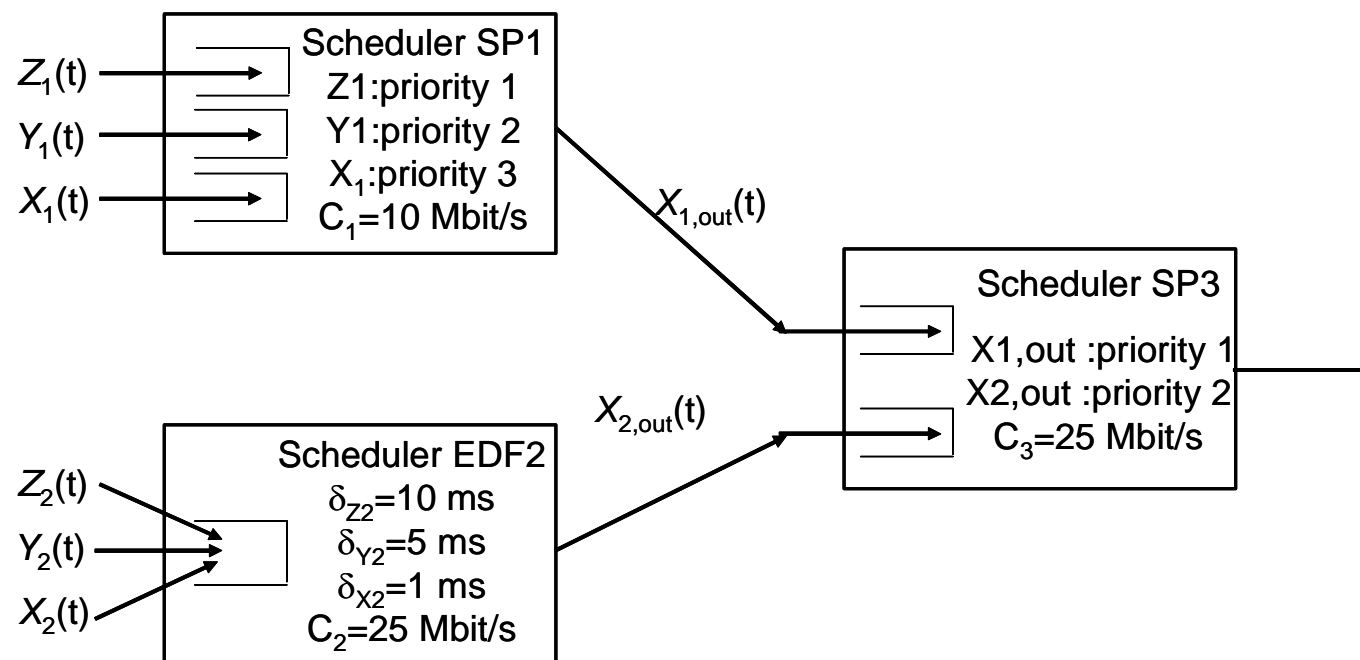 Z₁(t)
Y₁(t)
X₁(t)
Scheduler SP1
Z1:priority 1
Y1:priority 2
X₁:priority 3
C₁=10 Mbit/s
X₁,out(t)
Scheduler SP3
X1,out :priority 1
X2,out :priority 2
C₃=25 Mbit/s
X₂,out(t)
Z₂(t)
Y₂(t)
X₂(t)
Scheduler EDF2
δZ2=10 ms
δY2=5 ms
δX2=1 ms
C₂=25 Mbit/s